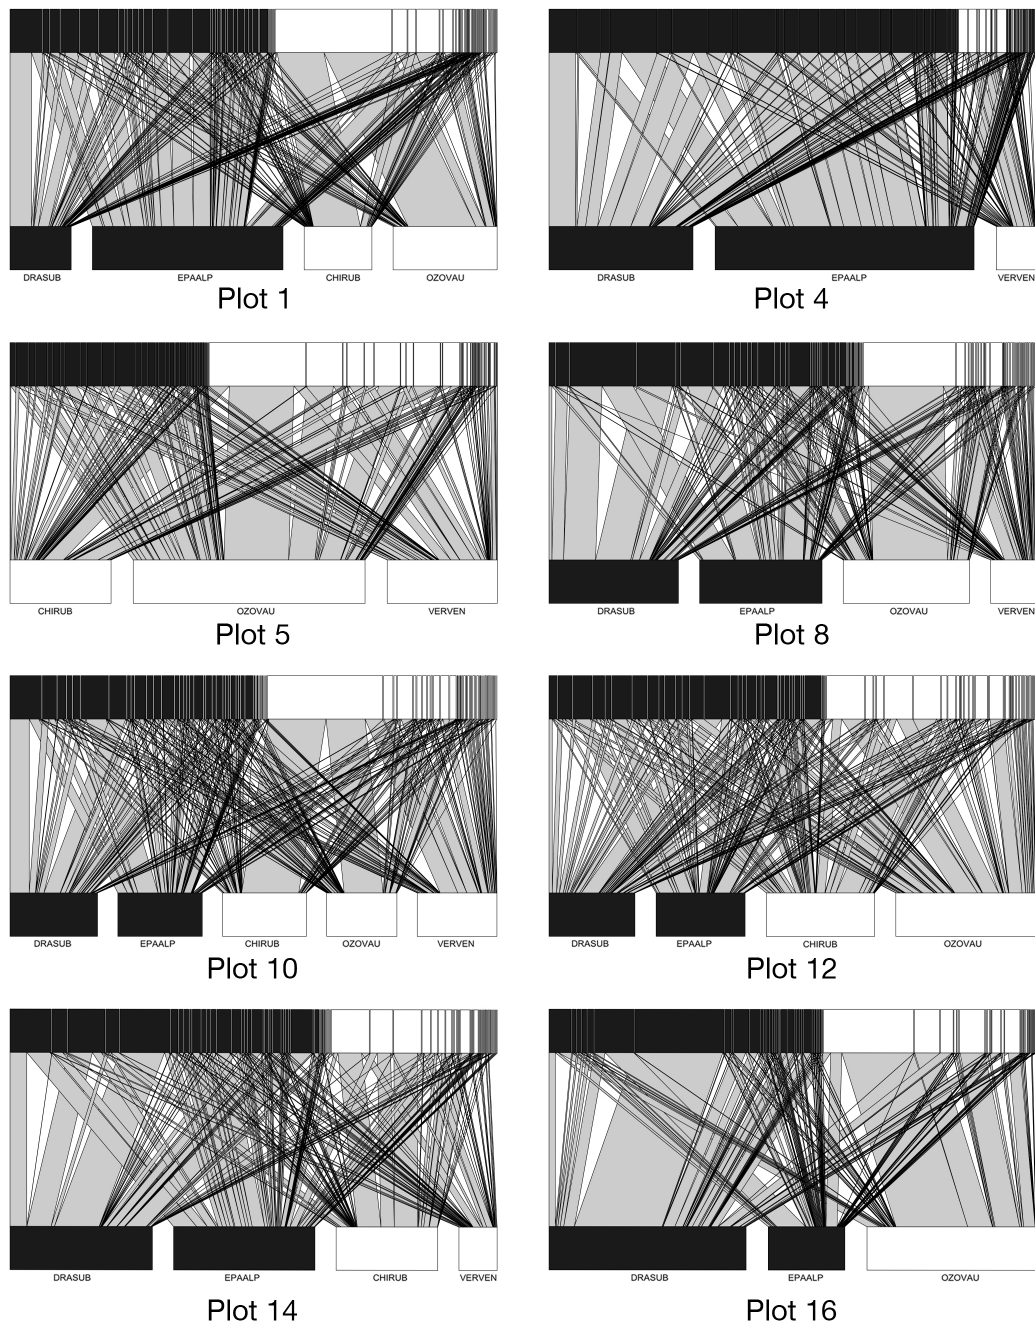 DRASUB EPAALP CHIRUB OZOVAU
Plot 1
DRASUB EPAALP VERVEN
Plot 4
CHIRUB OZOVAU VERVEN
Plot 5
DRASUB EPAALP OZOVAU VERVEN
Plot 8
DRASUB EPAALP CHIRUB OZOVAU VERVEN
Plot 10
DRASUB EPAALP CHIRUB OZOVAU
Plot 12
DRASUB EPAALP CHIRUB VERVEN
Plot 14
DRASUB EPAALP OZOVAU
Plot 16